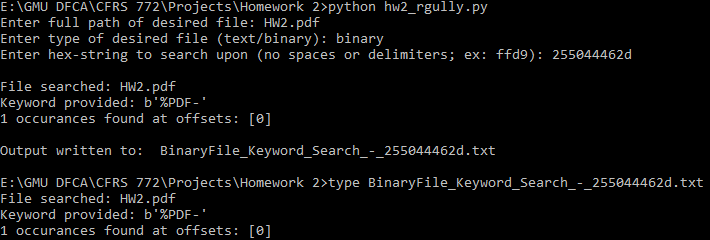 E:\GMU DFCA\CFRS 772\Projects\Homework 2>python hw2_rgully.py
Enter full path of desired file: HW2.pdf
Enter type of desired file (text/binary): binary
Enter hex-string to search upon (no spaces or delimiters; ex: ffd9): 255044462d
File searched: HW2.pdf
Keyword provided: b'%PDF-'
1 occurances found at offsets: [0]
Output written to:  BinaryFile_Keyword_Search_-_255044462d.txt
E:\GMU DFCA\CFRS 772\Projects\Homework 2>type BinaryFile_Keyword_Search_-_255044462d.txt
File searched: HW2.pdf
Keyword provided: b'%PDF-'
1 occurances found at offsets: [0]